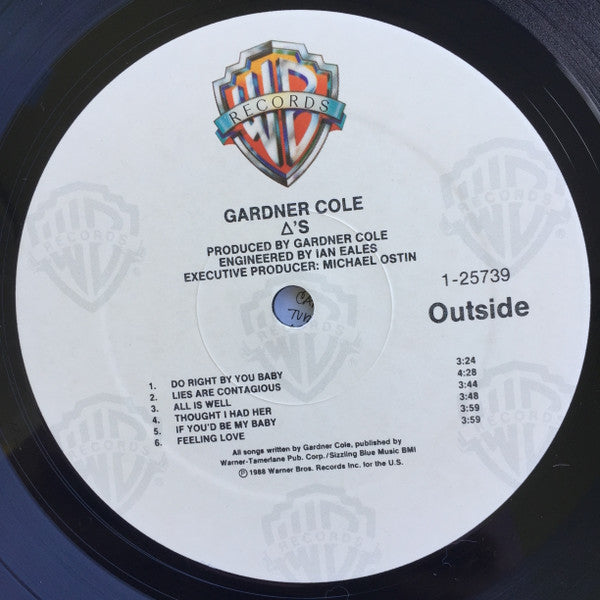 WB
RECORDS
GARDNER COLE
Δ'S
PRODUCED BY GARDNER COLE
ENGINEERED BY IAN EALES
EXECUTIVE PRODUCER: MICHAEL OSTIN
1-25739
Outside
1. DO RIGHT BY YOU BABY 3:24
2. LIES ARE CONTAGIOUS 4:28
3. ALL IS WELL 3:44
4. THOUGHT I HAD HER 3:48
5. IF YOU'D BE MY BABY 3:59
6. FEELING LOVE 3:59
All songs written by Gardner Cole, published by
Warner-Tamerlane Pub. Corp./Sizzling Blue Music BMI
Ⓟ1988 Warner Bros. Records Inc. for the U.S.